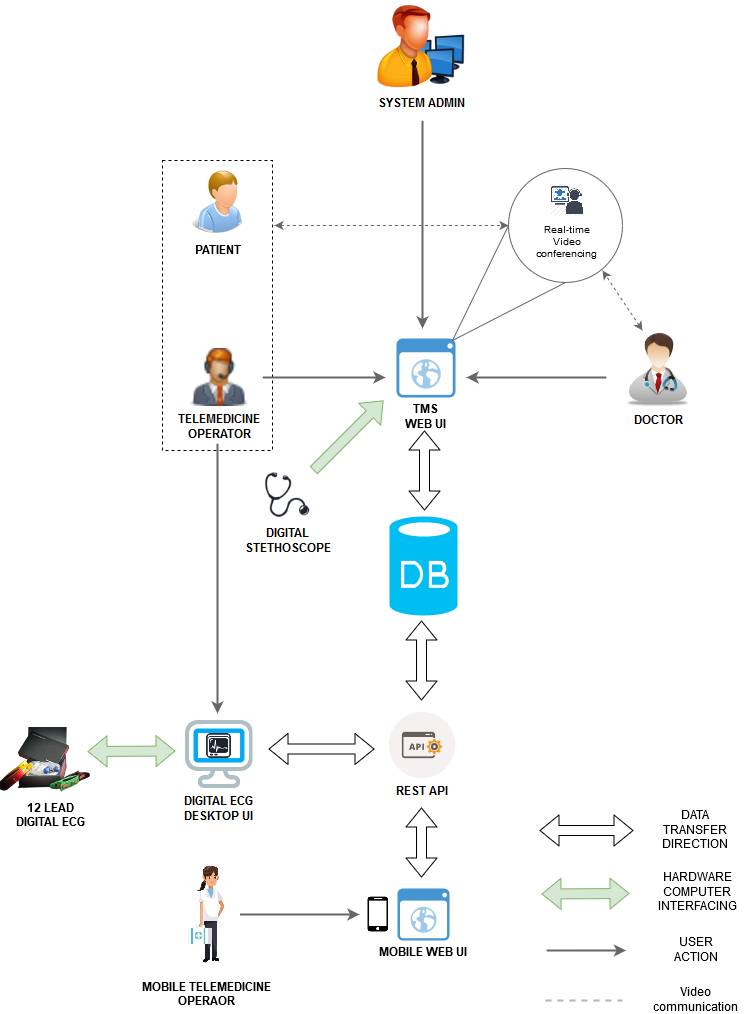 SYSTEM ADMIN
PATIENT
Real-time
Video
conferencing
TELEMEDICINE
OPERATOR
TMS
WEB UI
DOCTOR
DIGITAL
STETHOSCOPE
DB
API
REST API
12 LEAD
DIGITAL ECG
DIGITAL ECG
DESKTOP UI
MOBILE WEB UI
MOBILE TELEMEDICINE
OPERAOR
DATA
TRANSFER
DIRECTION
HARDWARE
COMPUTER
INTERFACING
USER
ACTION
Video
communication